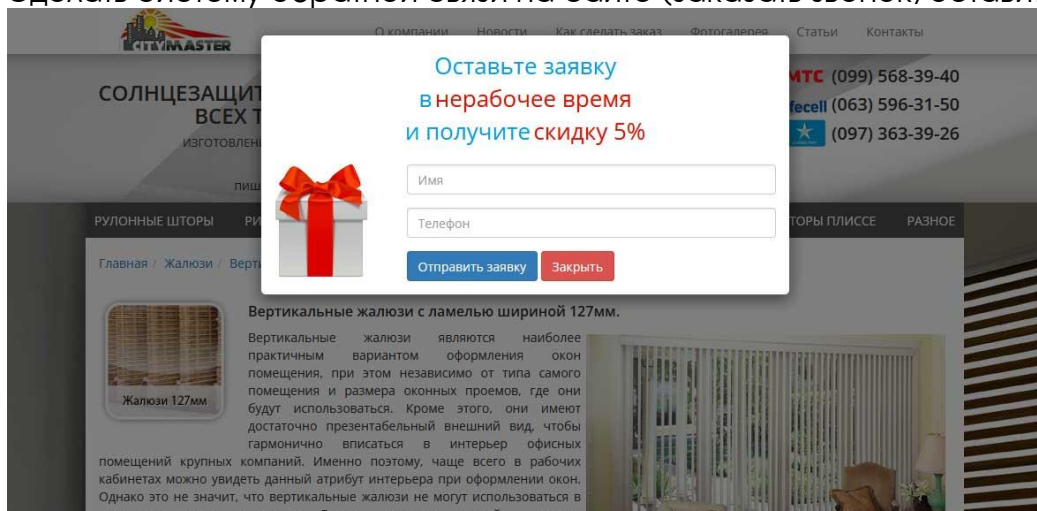 Сделать систему обратной связи на сайте (заказать звонок, остави
CITYMASTER
О компании Новости Как сделать заказ Фотогалерея Статьи Контакты
Оставьте заявку
в нерабочее время
и получите скидку 5%
МТС (099) 568-39-40
fecell (063) 596-31-50
(097) 363-39-26
СОЛНЦЕЗАЩИТ
ВСЕХ Т
ИЗГОТОВЛЕН
ПИШ
Имя
Телефон
Отправить заявку Закрыть
РУЛОННЫЕ ШТОРЫ РИ ТОРЫ ПЛИССЕ РАЗНОЕ
Главная / Жалюзи / Верти
Вертикальные жалюзи с ламелью шириной 127мм.
Жалюзи 127мм
Вертикальные жалюзи являются наиболее
практичным вариантом оформления окон
помещения, при этом независимо от типа самого
помещения и размера оконных проемов, где они
будут использоваться. Кроме этого, они имеют
достаточно презентабельный внешний вид, чтобы
гармонично вписаться в интерьер офисных
помещений крупных компаний. Именно поэтому, чаще всего в рабочих
кабинетах можно увидеть данный атрибут интерьера при оформлении окон.
Однако это не значит, что вертикальные жалюзи не могут использоваться в